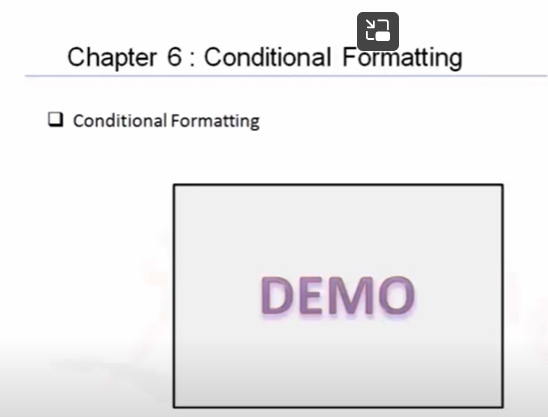 Chapter 6 : Conditional Formatting
Conditional Formatting
DEMO